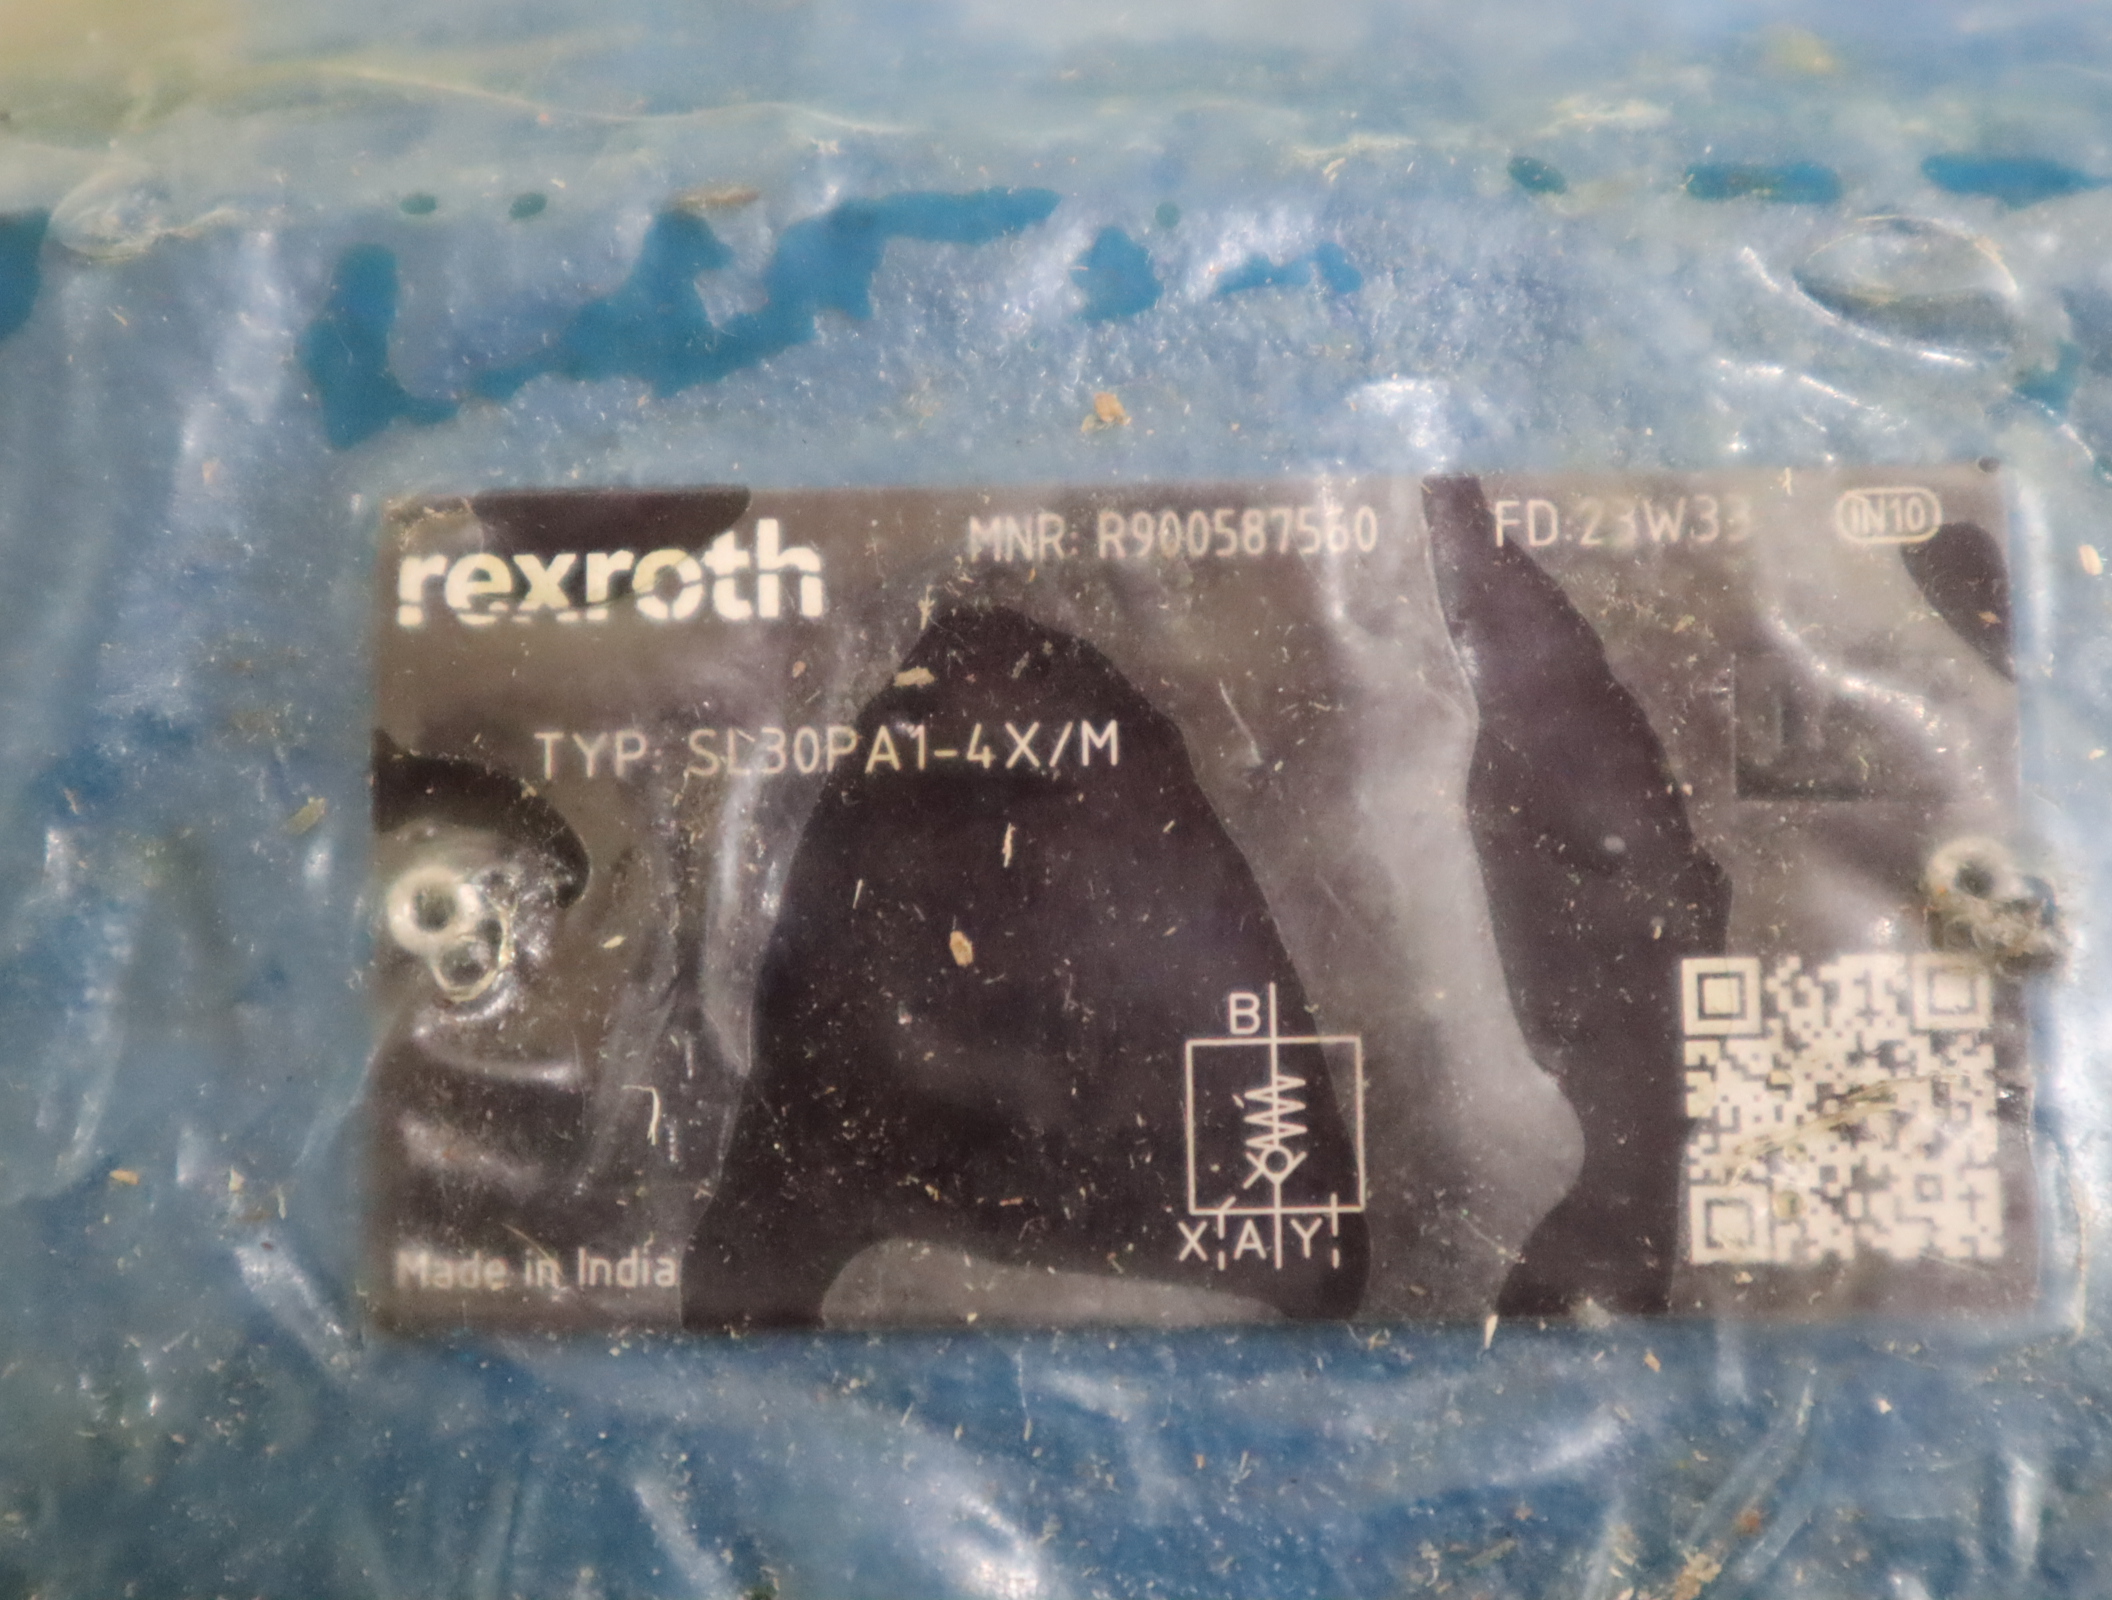 rexroth
MNR: R900587560 FD: 23W33 IN10
TYP: SL30PA1-4X/M
B
X A Y
Made in India